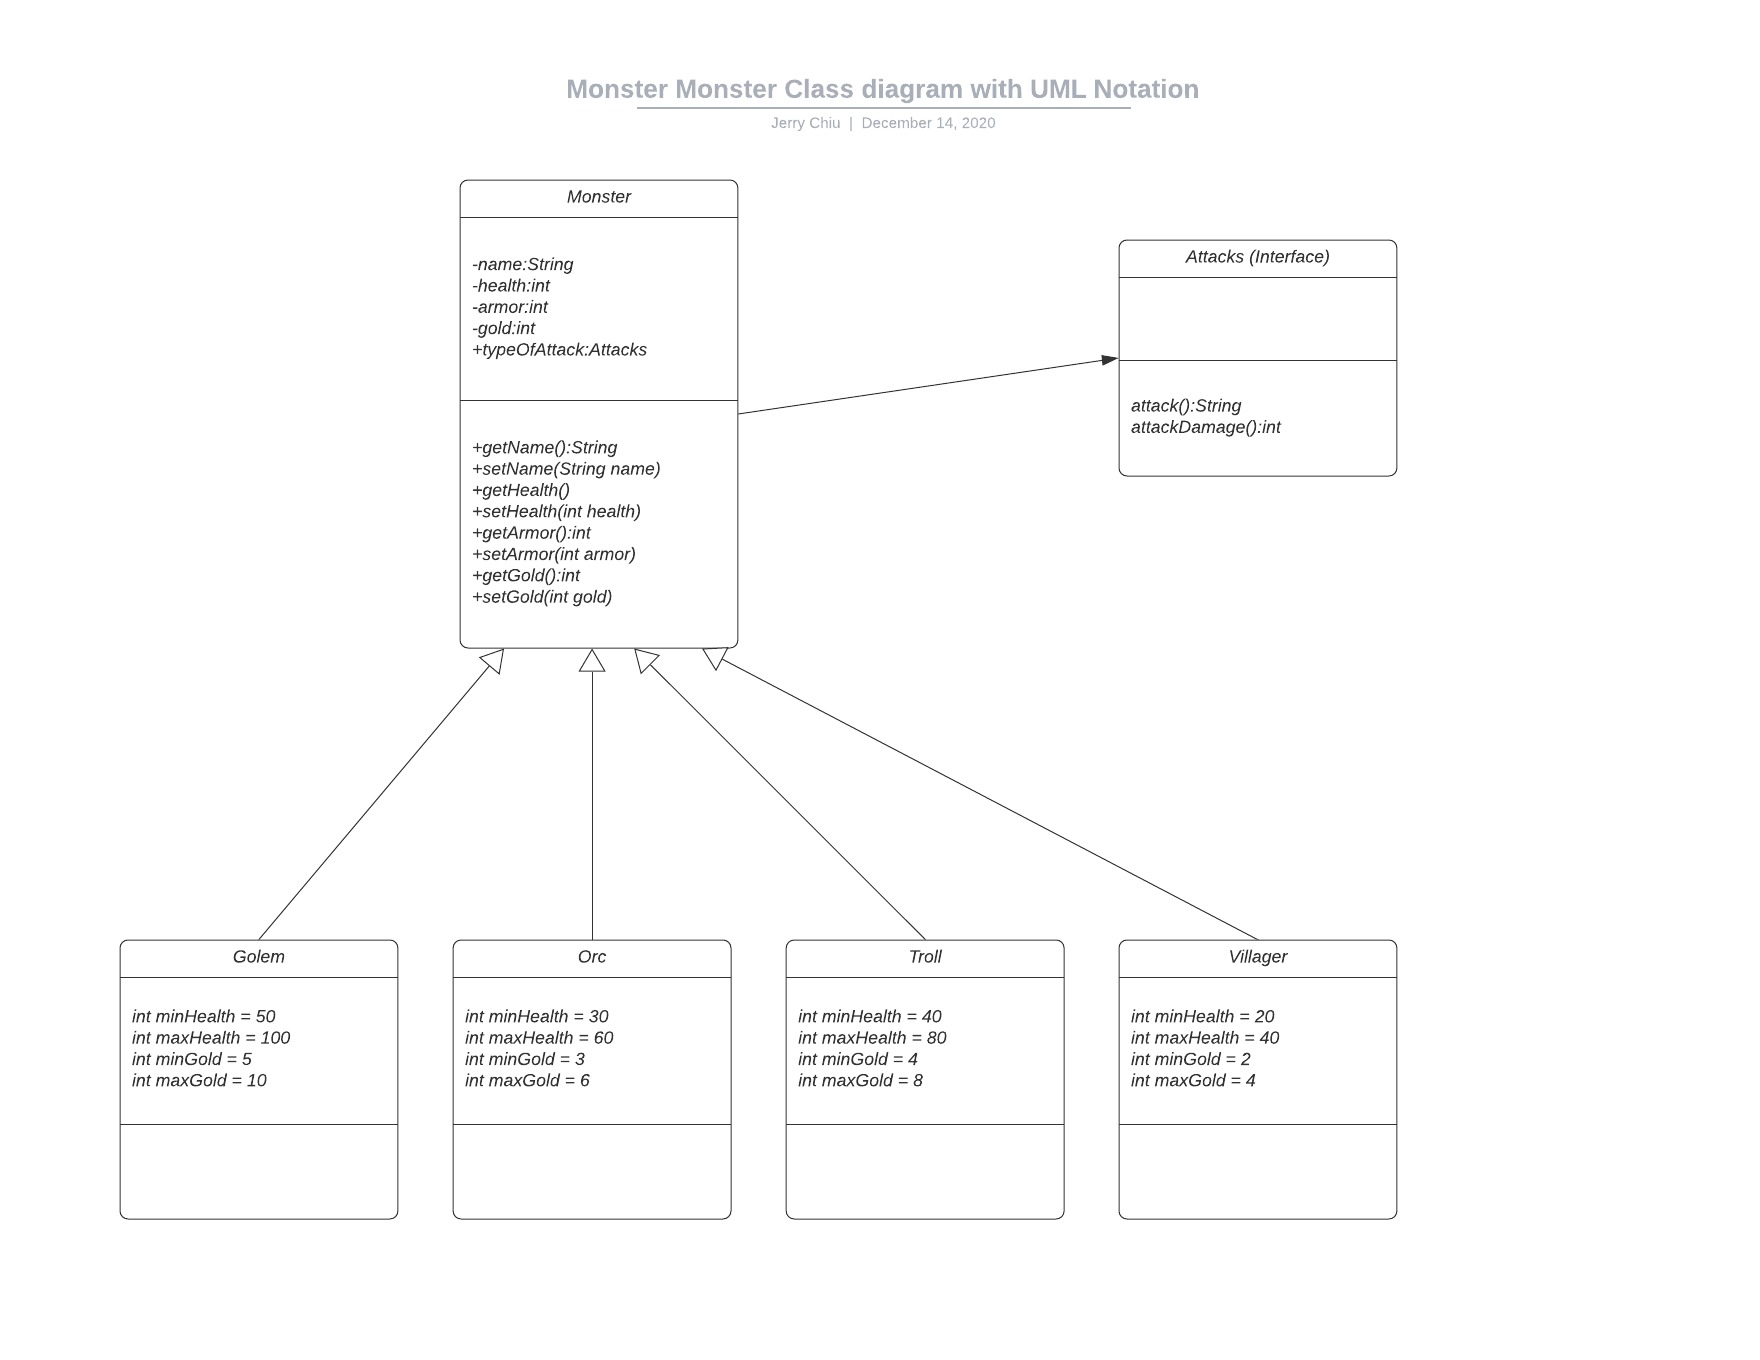 Monster Monster Class diagram with UML Notation
Jerry Chiu | December 14, 2020
Monster
-name:String
-health:int
-armor:int
-gold:int
+typeOfAttack:Attacks
+getName():String
+setName(String name)
+getHealth()
+setHealth(int health)
+getArmor():int
+setArmor(int armor)
+getGold():int
+setGold(int gold)
Attacks (Interface)
attack():String
attackDamage():int
Golem
int minHealth = 50
int maxHealth = 100
int minGold = 5
int maxGold = 10
Orc
int minHealth = 30
int maxHealth = 60
int minGold = 3
int maxGold = 6
Troll
int minHealth = 40
int maxHealth = 80
int minGold = 4
int maxGold = 8
Villager
int minHealth = 20
int maxHealth = 40
int minGold = 2
int maxGold = 4